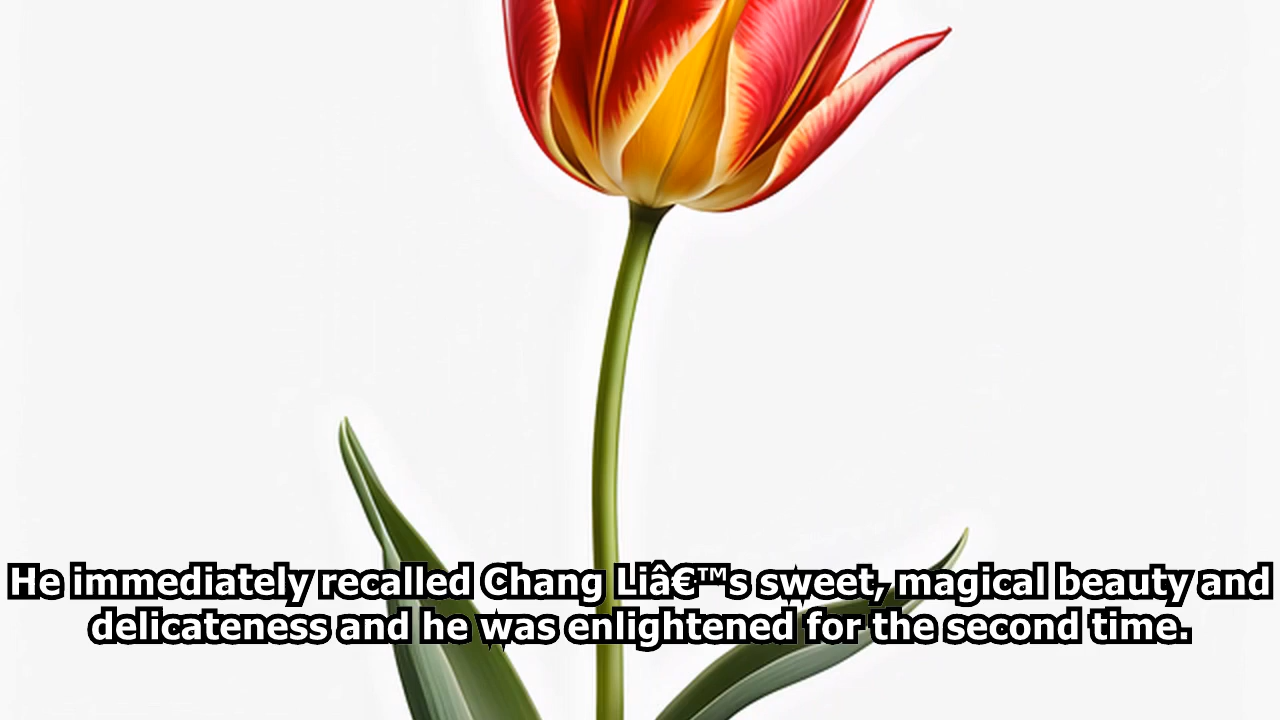 He immediately recalled Chang Liâ€™s sweet, magical beauty and
delicateness and he was enlightened for the second time.